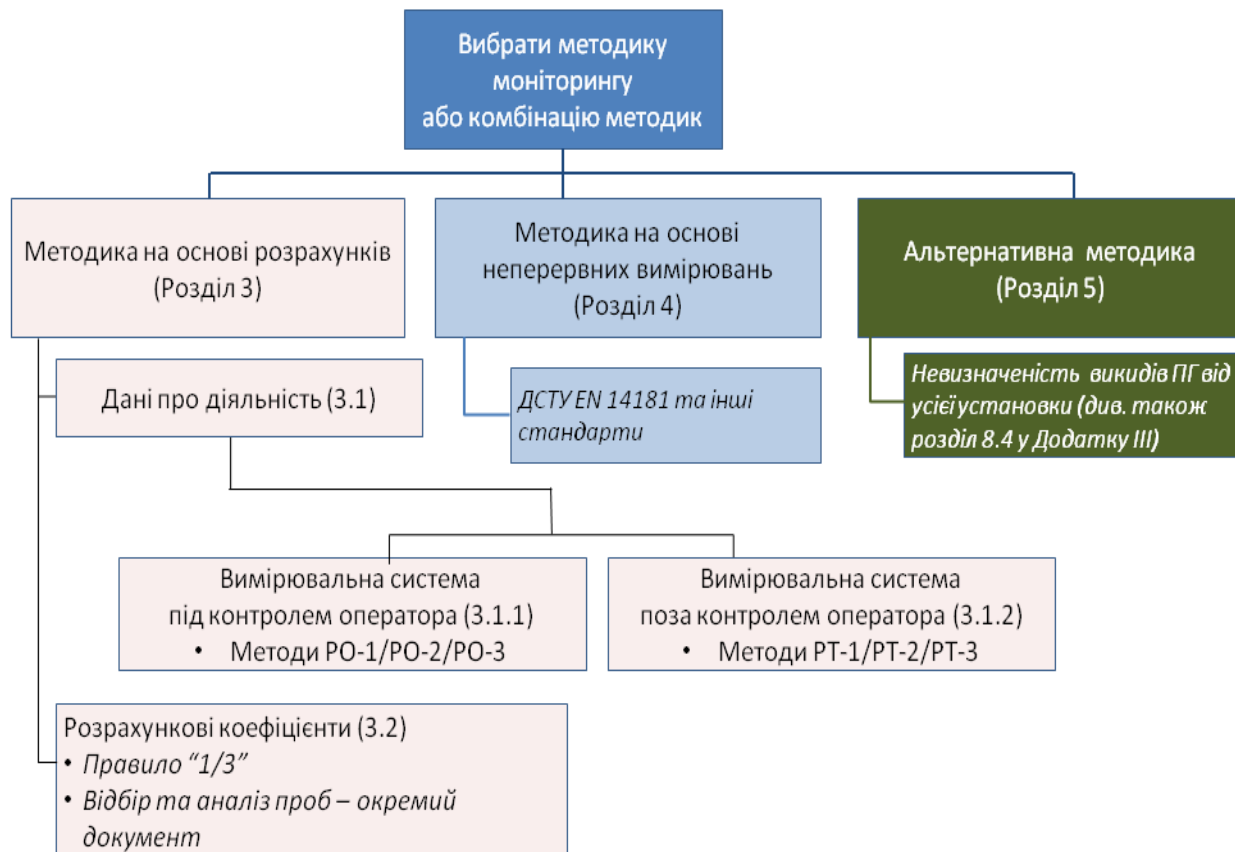 Вибрати методику
моніторингу
або комбінацію методик
Методика на основі розрахунків
(Розділ 3)
Методика на основі
неперервних вимірювань
(Розділ 4)
Альтернативна методика
(Розділ 5)
Дані про діяльність (3.1)
ДСТУ EN 14181 та інші
стандарти
Невизначеність викидів ПГ від
усієї установки (див. також
розділ 8.4 у Додатку III)
Вимірювальна система
під контролем оператора (3.1.1)
• Методи РО-1/РО-2/РО-3
Вимірювальна система
поза контролем оператора (3.1.2)
• Методи РТ-1/РТ-2/РТ-3
Розрахункові коефіцієнти (3.2)
• Правило “1/3”
• Відбір та аналіз проб – окремий
документ